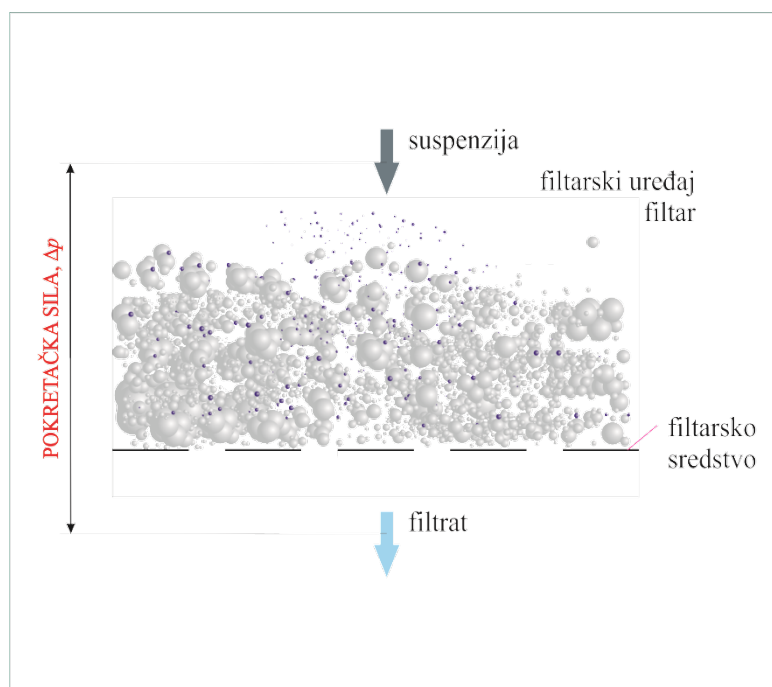 suspenzija
filtarski uređaj
filtar
POKRETAČKA SILA, Δp
filtarsko
sredstvo
filtrat